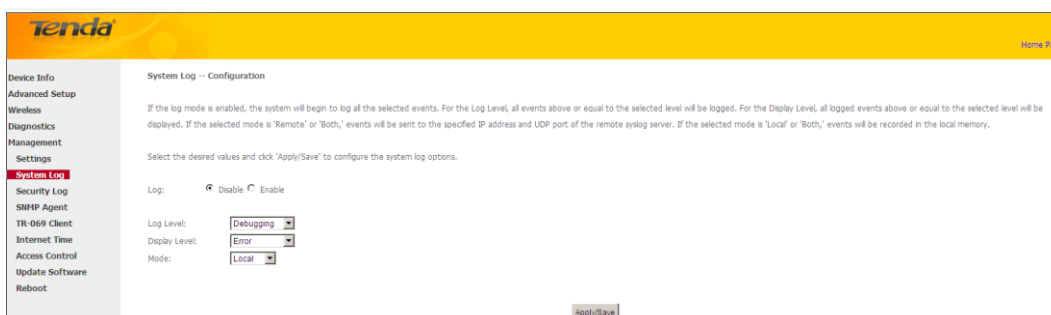 Tenda
Home P
Device Info
Advanced Setup
Wireless
Diagnostics
Management
Settings
System Log
Security Log
SNMP Agent
TR-069 Client
Internet Time
Access Control
Update Software
Reboot
System Log -- Configuration
If the log mode is enabled, the system will begin to log all the selected events. For the Log Level, all events above or equal to the selected level will be logged. For the Display Level, all logged events above or equal to the selected level will be
displayed. If the selected mode is 'Remote' or 'Both,' events will be sent to the specified IP address and UDP port of the remote syslog server. If the selected mode is 'Local' or 'Both,' events will be recorded in the local memory.
Select the desired values and click 'Apply/Save' to configure the system log options.
Log: Disable Enable
Log Level: Debugging
Display Level: Error
Mode: Local
Apply/Save